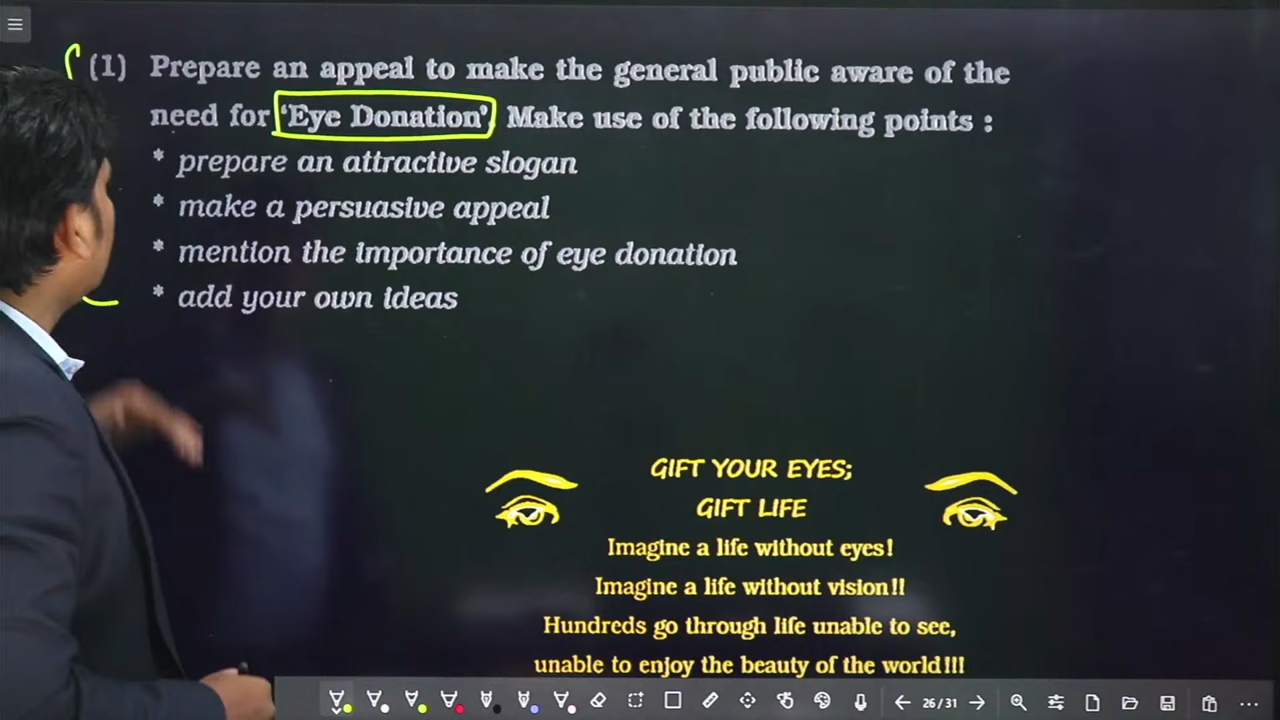 (1) Prepare an appeal to make the general public aware of the
need for 'Eye Donation'. Make use of the following points :
* prepare an attractive slogan
* make a persuasive appeal
* mention the importance of eye donation
* add your own ideas
GIFT YOUR EYES;
GIFT LIFE
Imagine a life without eyes!
Imagine a life without vision!!
Hundreds go through life unable to see,
unable to enjoy the beauty of the world!!!
26/31